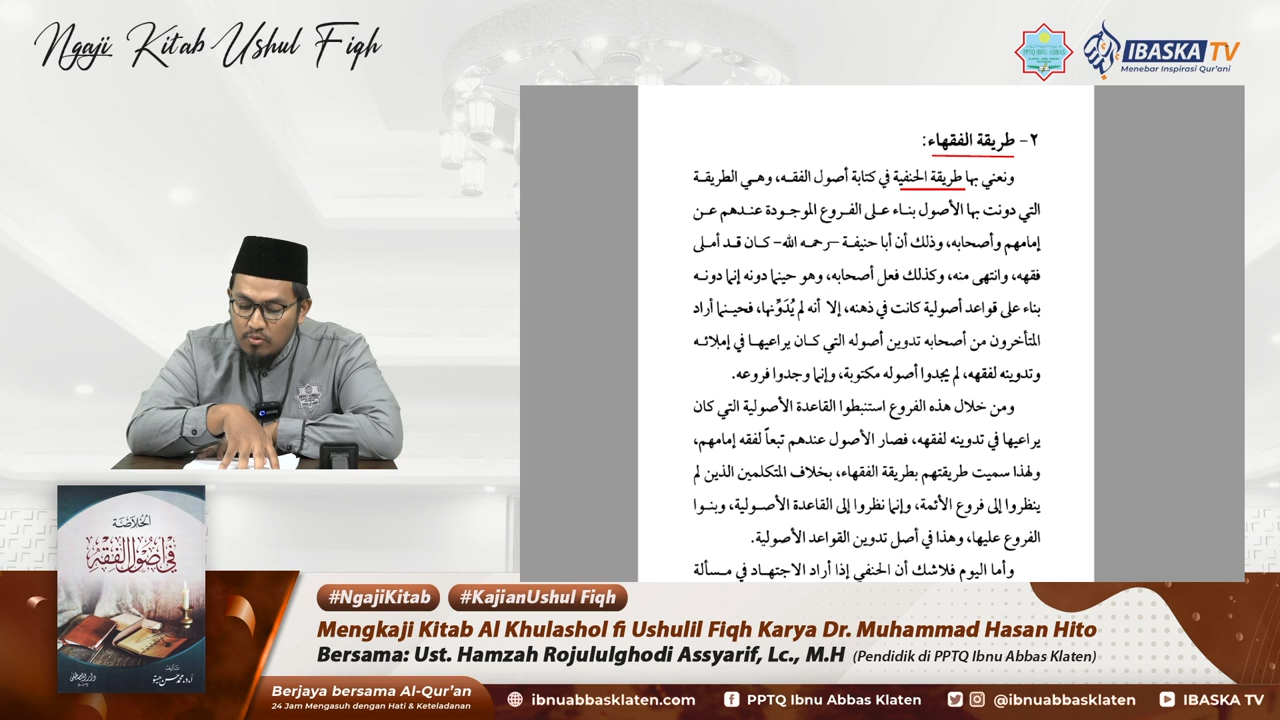 Ngaji Kitab Ushul Fiqh
PPTQ IBNU ABBAS
IBASKA TV
Menebar Inspirasi Qur'ani
٢- طريقة الفقهاء:
ونعني بها طريقة الحنفية في كتابة أصول الفقه، وهي الطريقة
التي دونت بها الأصول بناء على الفروع الموجودة عندهم عن
إمامهم وأصحابه، وذلك أن أبا حنيفة -رحمه الله- كان قد أملى
فقهه، وانتهى منه، وكذلك فعل أصحابه، وهو حينما دونه إنما دونه
بناء على قواعد أصولية كانت في ذهنه، إلا أنه لم يُدَوِّنها، فحينما أراد
المتأخرون من أصحابه تدوين أصوله التي كان يراعيها في إملائه
وتدوينه لفقهه، لم يجدوا أصوله مكتوبة، وإنما وجدوا فروعه.
ومن خلال هذه الفروع استنبطوا القاعدة الأصولية التي كان
يراعيها في تدوينه لفقهه، فصار الأصول عندهم تبعاً لفقه إمامهم،
ولهذا سميت طريقتهم بطريقة الفقهاء، بخلاف المتكلمين الذين لم
ينظروا إلى فروع الأئمة، وإنما نظروا إلى القاعدة الأصولية، وبنوا
الفروع عليها، وهذا في أصل تدوين القواعد الأصولية.
وأما اليوم فلاشك أن الحنفي إذا أراد الاجتهاد في مسألة
الخلاصة
في أصول الفقه
#NgajiKitab #KajianUshul Fiqh
Mengkaji Kitab Al Khulashol fi Ushulil Fiqh Karya Dr. Muhammad Hasan Hito
Bersama: Ust. Hamzah Rojululghodi Assyarif, Lc., M.H (Pendidik di PPTQ Ibnu Abbas Klaten)
Berjaya bersama Al-Qur'an
24 Jam Mengasuh dengan Hati & Keteladanan
ibnuabbasklaten.com
PPTQ Ibnu Abbas Klaten
@ibnuabbasklaten
IBASKA TV